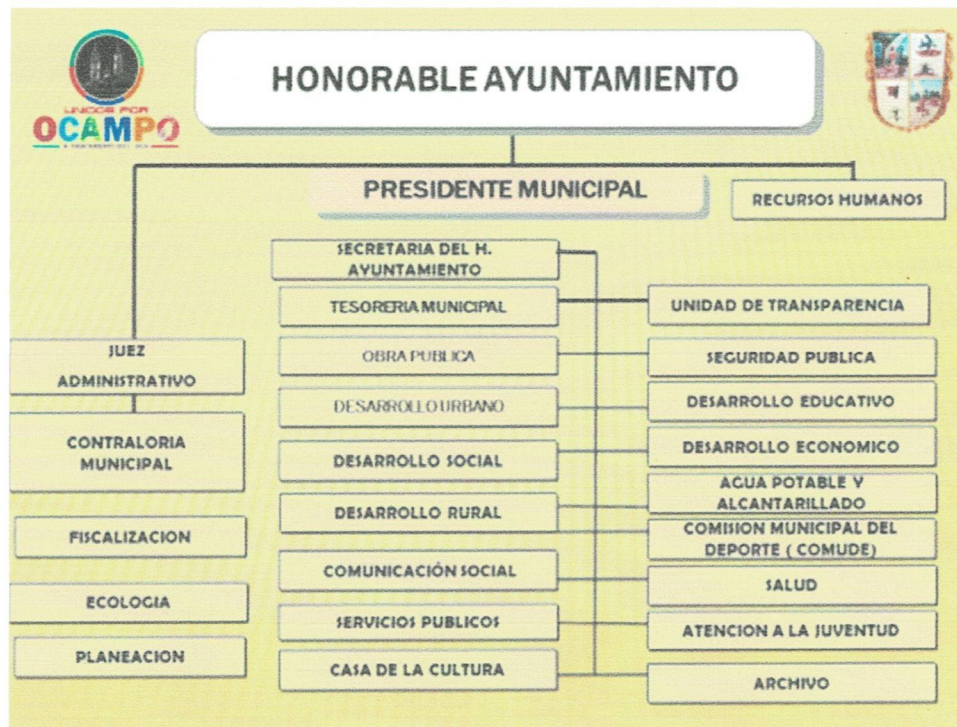 HONORABLE AYUNTAMIENTO
UNIDOS POR
OCAMPO
PRESIDENTE MUNICIPAL
RECURSOS HUMANOS
SECRETARIA DEL H.
AYUNTAMIENTO
TESORERIA MUNICIPAL
UNIDAD DE TRANSPARENCIA
JUEZ
ADMINISTRATIVO
OBRA PUBLICA
SEGURIDAD PUBLICA
DESARROLLO URBANO
DESARROLLO EDUCATIVO
CONTRALORIA
MUNICIPAL
DESARROLLO SOCIAL
DESARROLLO ECONOMICO
DESARROLLO RURAL
AGUA POTABLE Y
ALCANTARILLADO
FISCALIZACION
COMISION MUNICIPAL DEL
DEPORTE ( COMUDE)
COMUNICACIÓN SOCIAL
SALUD
ECOLOGIA
SERVICIOS PUBLICOS
ATENCION A LA JUVENTUD
PLANEACION
CASA DE LA CULTURA
ARCHIVO